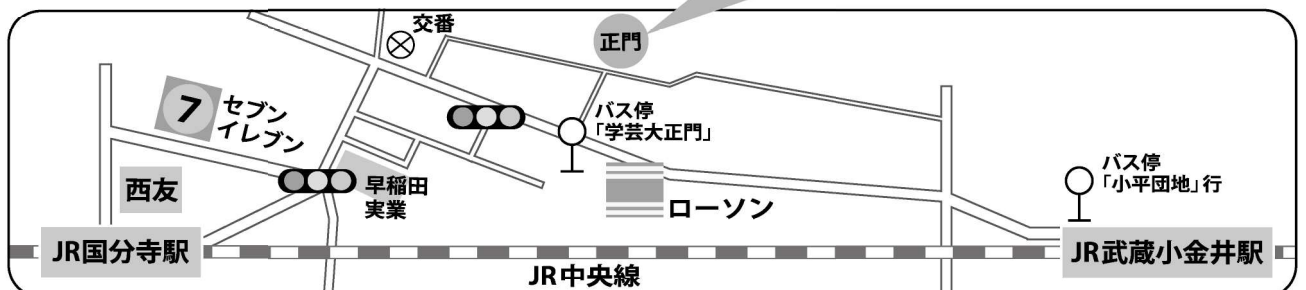 交番
正門
7
セブン
イレブン
バス停
「学芸大正門」
バス停
「小平団地」行
西友
早稲田
実業
ローソン
JR国分寺駅
JR武蔵小金井駅
JR中央線